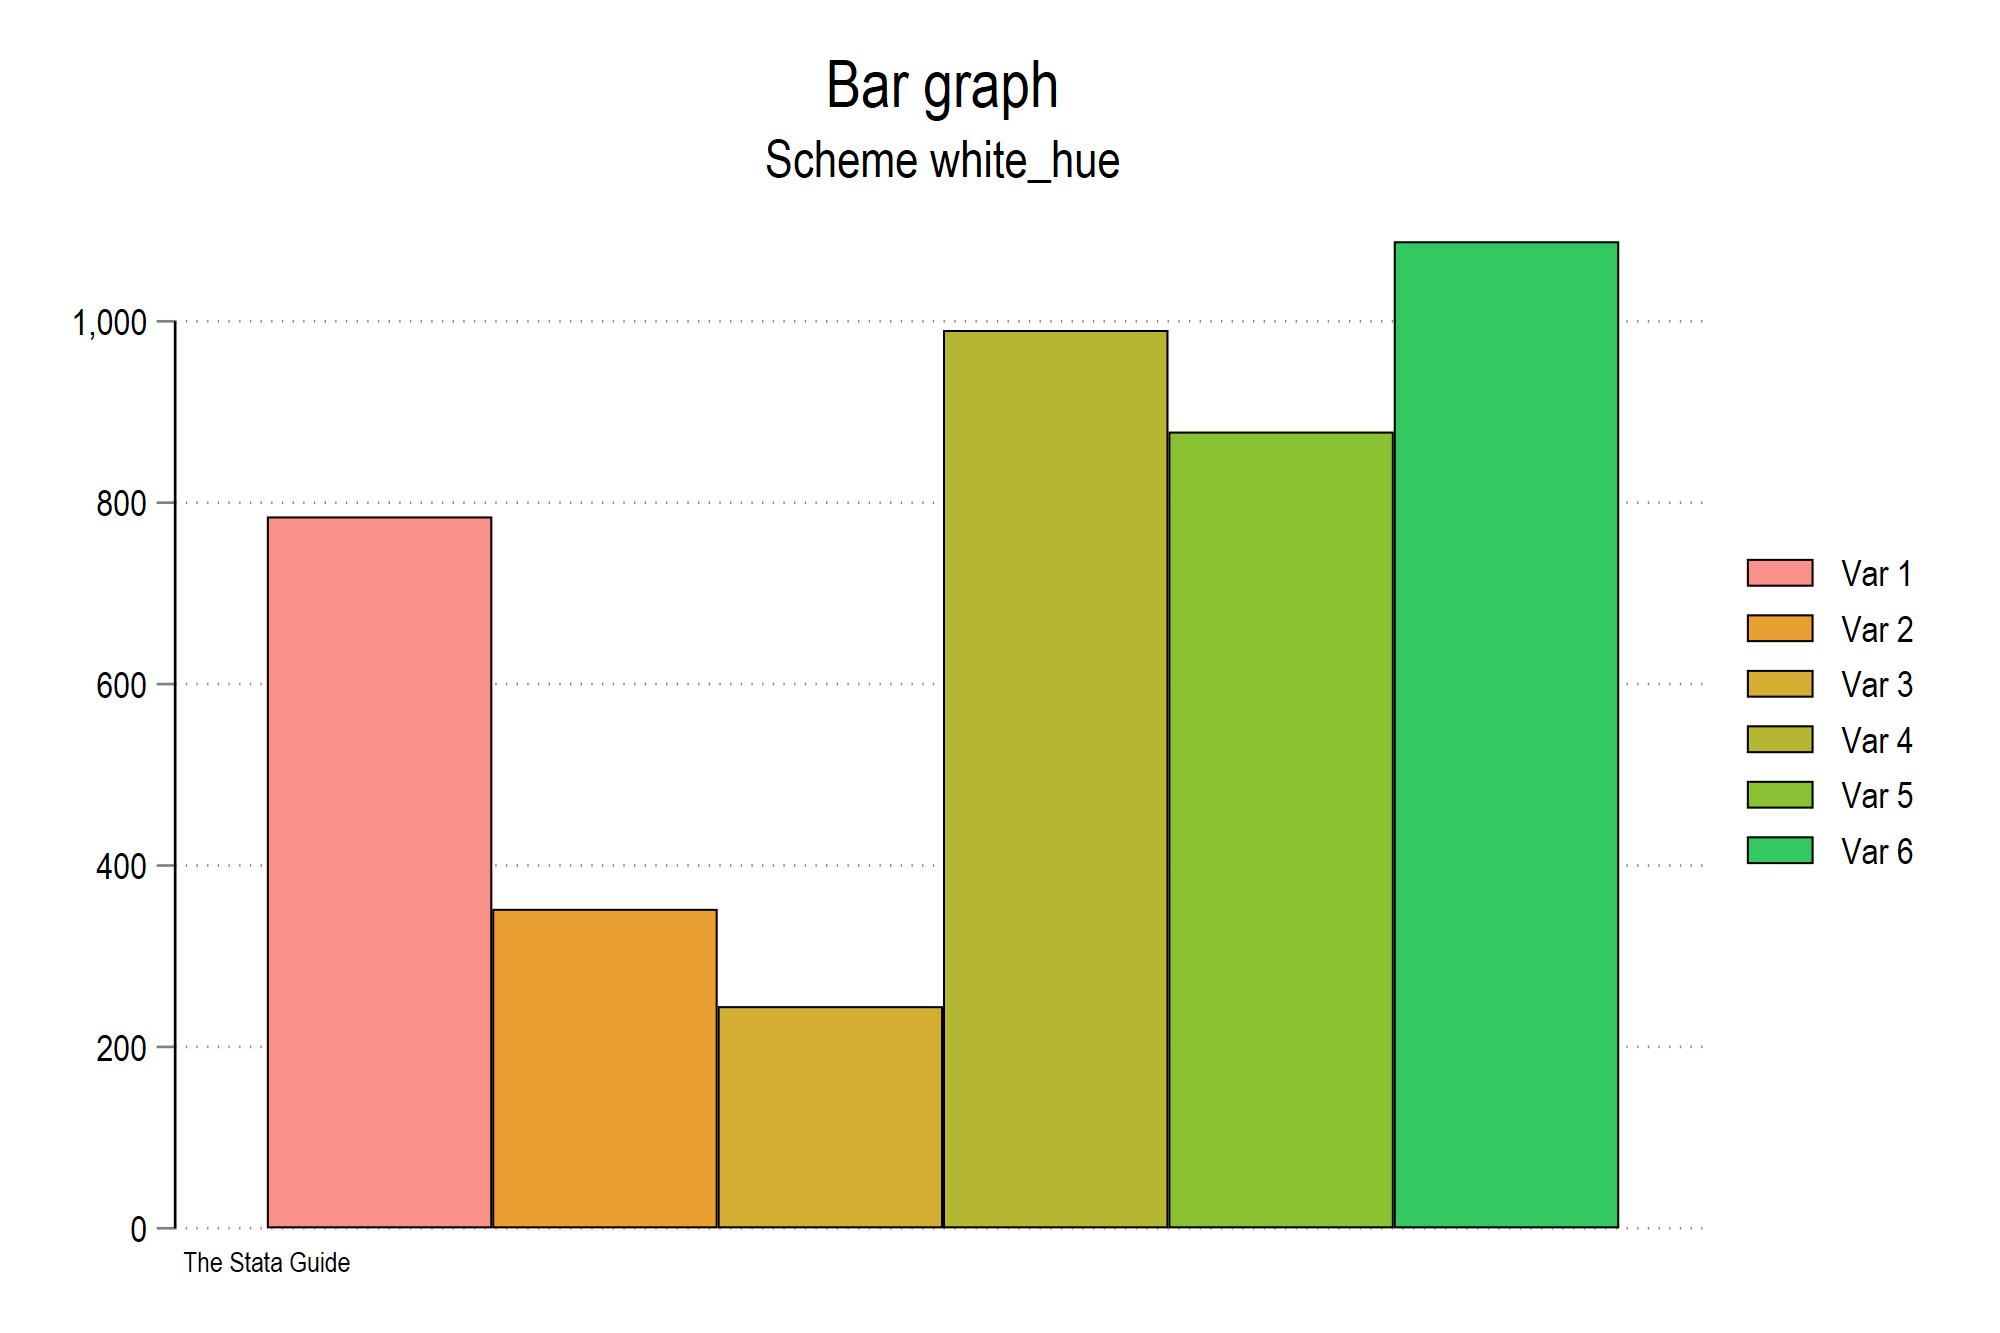 Bar graph
Scheme white_hue
1,000
800
600
400
200
0
Var 1
Var 2
Var 3
Var 4
Var 5
Var 6
The Stata Guide